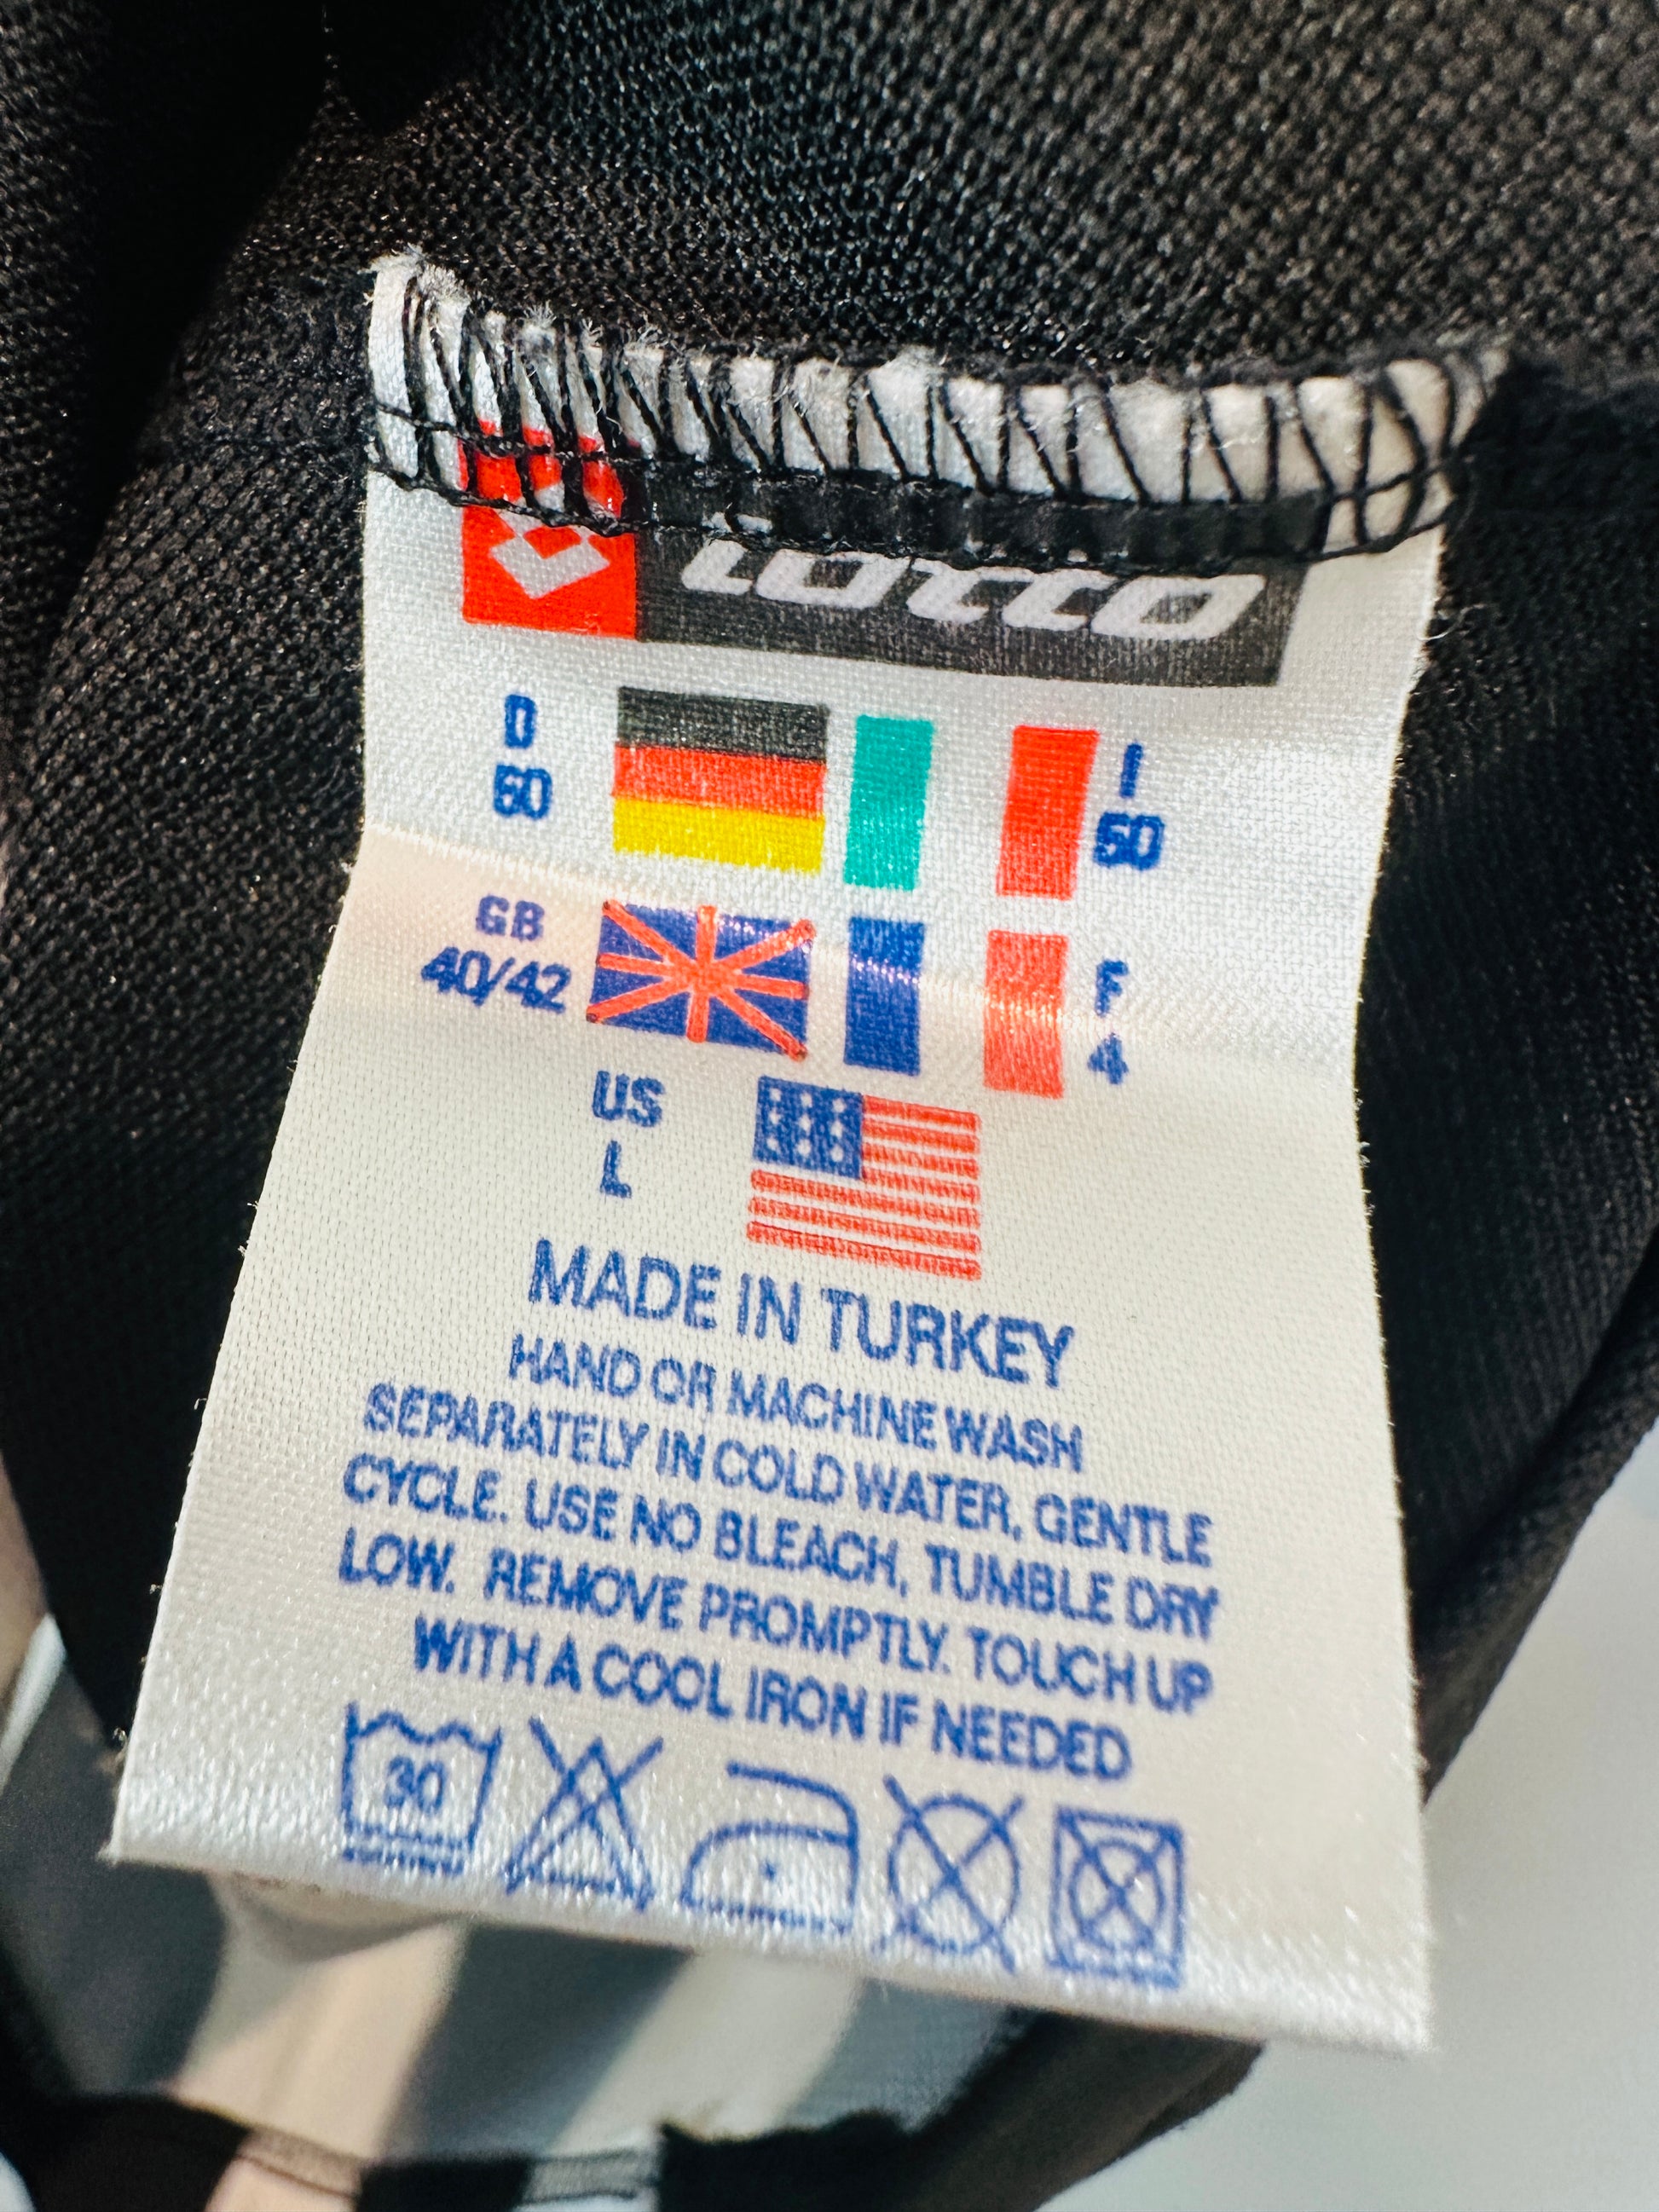 lotto
D
50
I
50
GB
40/42
F
4
US
L
MADE IN TURKEY
HAND OR MACHINE WASH
SEPARATELY IN COLD WATER, GENTLE
CYCLE. USE NO BLEACH, TUMBLE DRY
LOW. REMOVE PROMPTLY. TOUCH UP
WITH A COOL IRON IF NEEDED
30